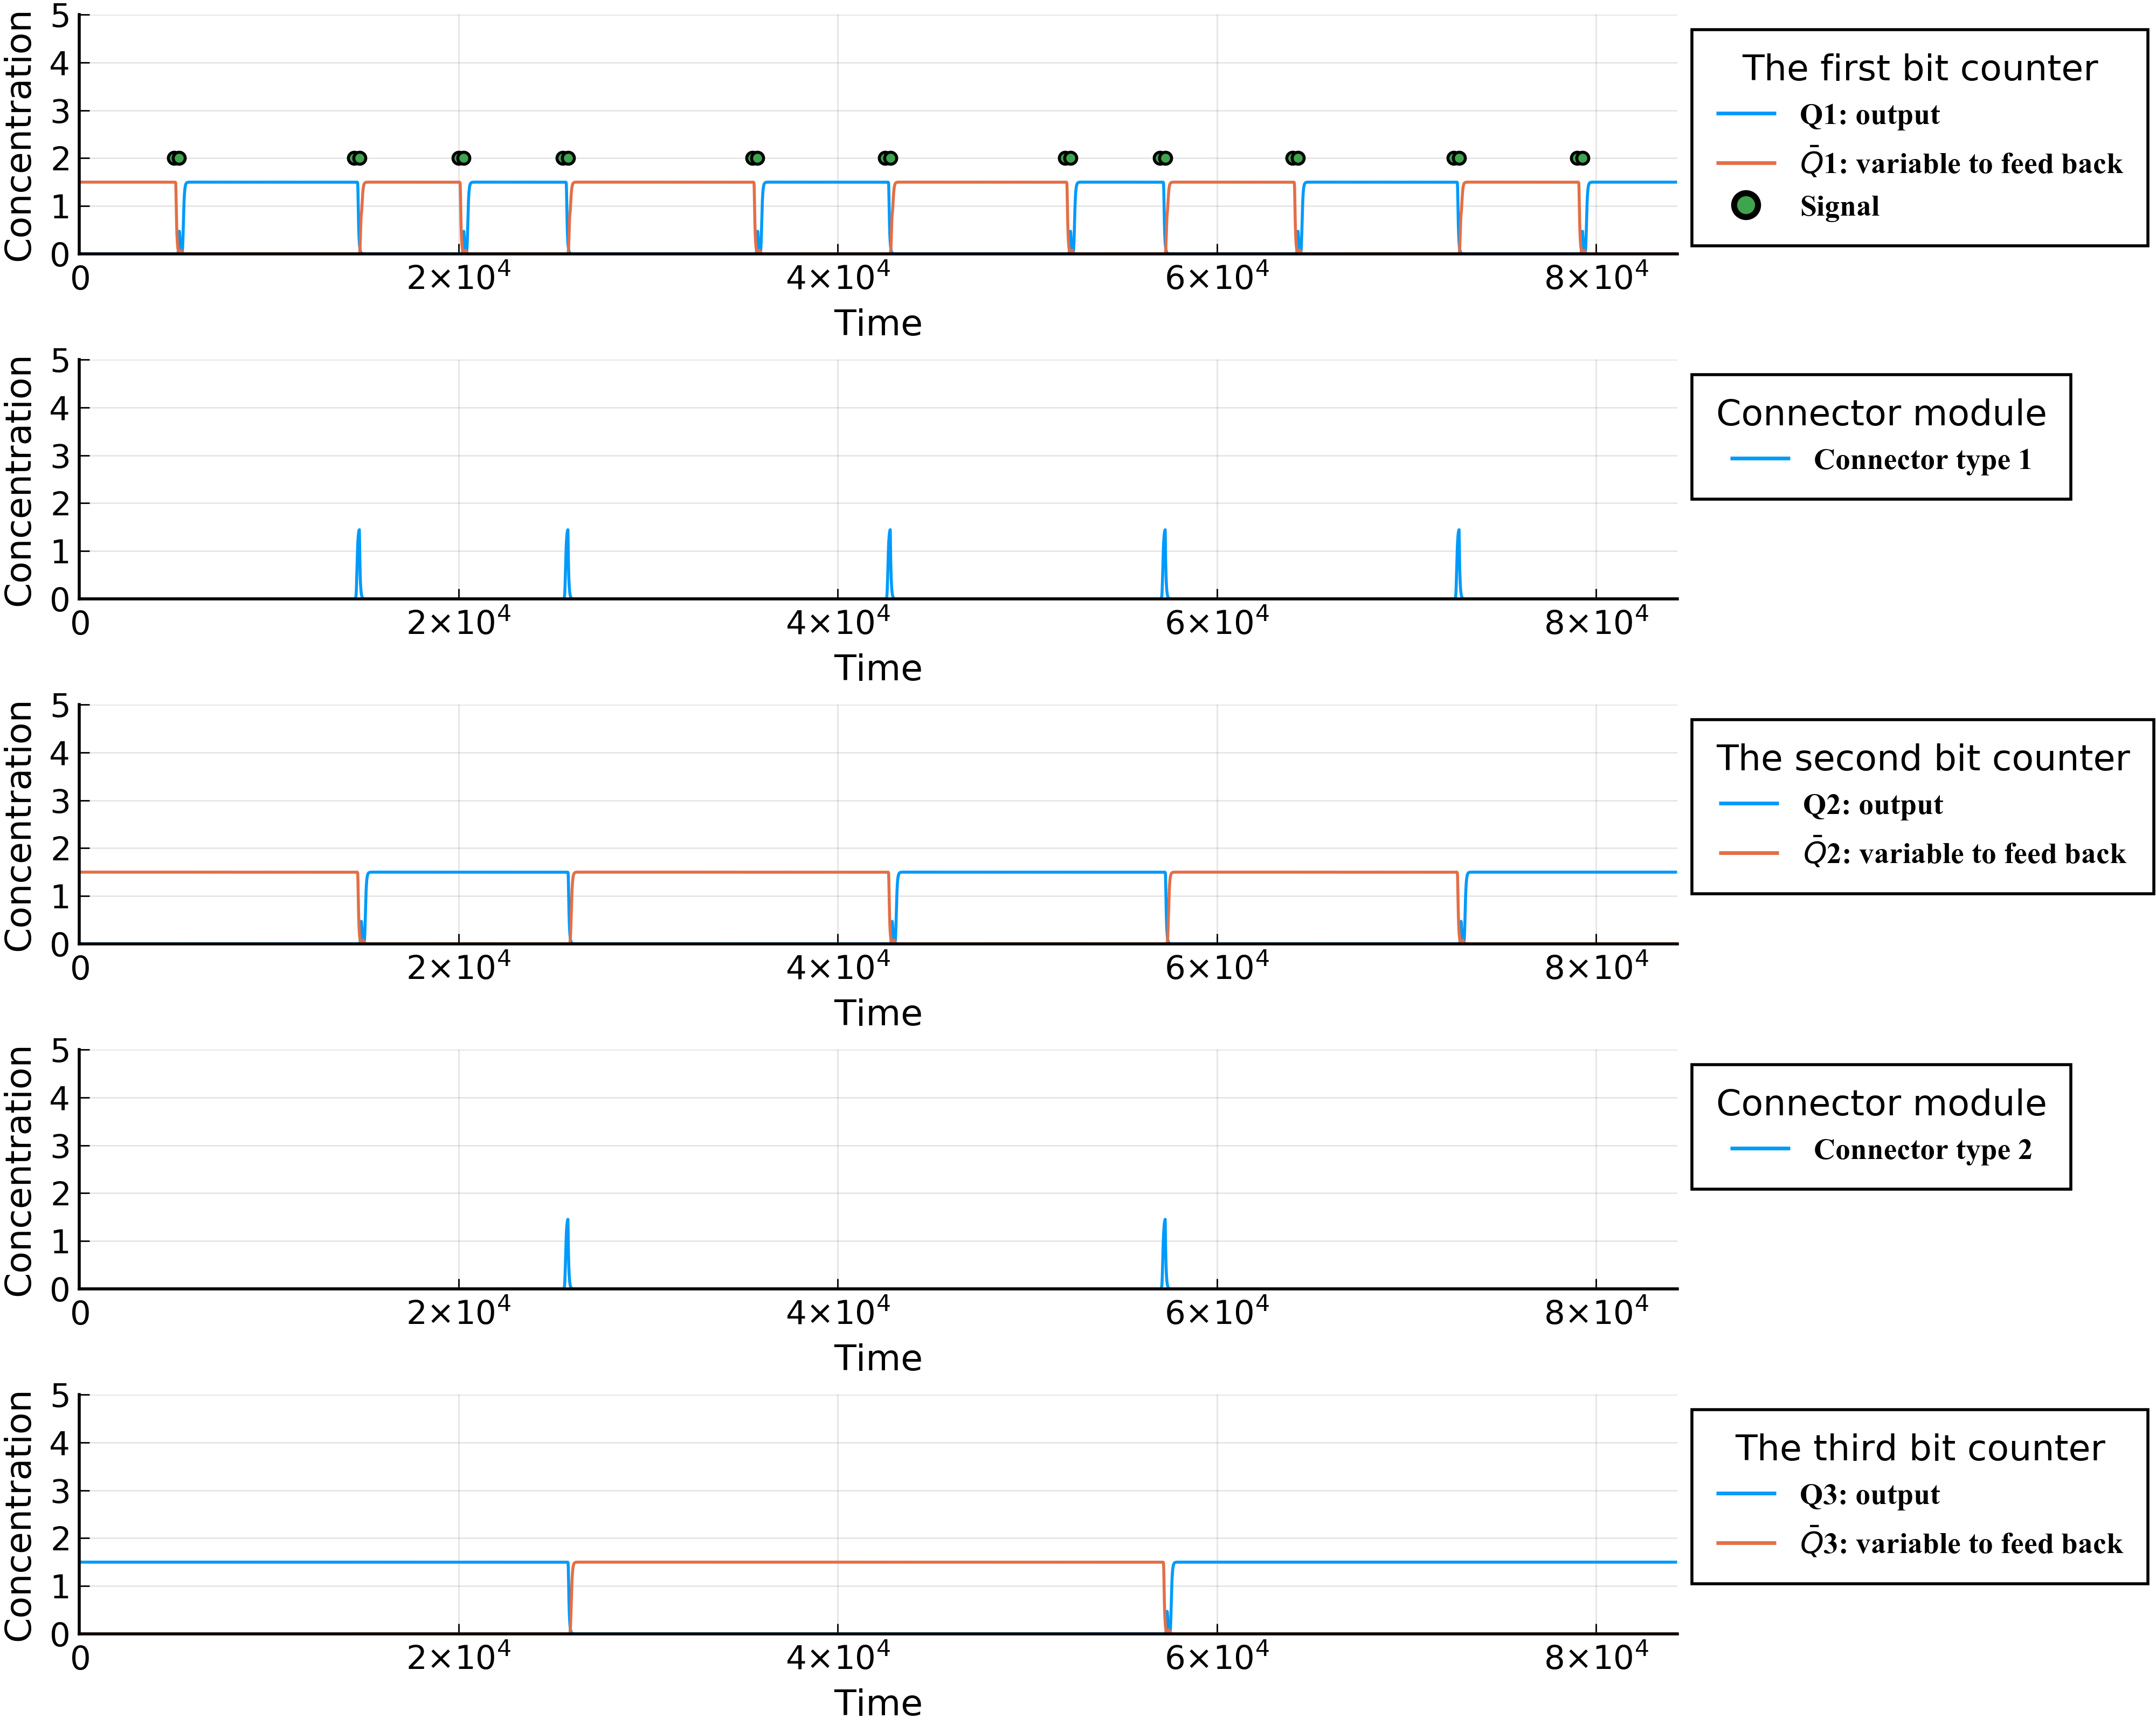 Concentration
5
4
3
2
1
0
0
2×10⁴
4×10⁴
6×10⁴
8×10⁴
Time
The first bit counter
Q1: output
Q̄1: variable to feed back
Signal
Concentration
5
4
3
2
1
0
0
2×10⁴
4×10⁴
6×10⁴
8×10⁴
Time
Connector module
Connector type 1
Concentration
5
4
3
2
1
0
0
2×10⁴
4×10⁴
6×10⁴
8×10⁴
Time
The second bit counter
Q2: output
Q̄2: variable to feed back
Concentration
5
4
3
2
1
0
0
2×10⁴
4×10⁴
6×10⁴
8×10⁴
Time
Connector module
Connector type 2
Concentration
5
4
3
2
1
0
0
2×10⁴
4×10⁴
6×10⁴
8×10⁴
Time
The third bit counter
Q3: output
Q̄3: variable to feed back